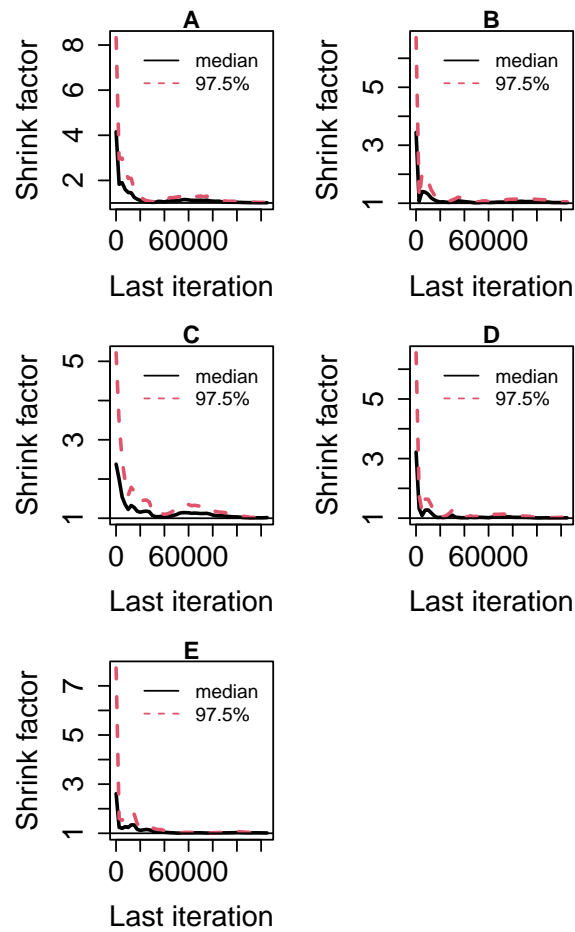 A
Shrink factor
8
4
2
median
97.5%
0 60000
Last iteration
B
Shrink factor
5
3
1
median
97.5%
0 60000
Last iteration
C
Shrink factor
5
3
1
median
97.5%
0 60000
Last iteration
D
Shrink factor
5
3
1
median
97.5%
0 60000
Last iteration
E
Shrink factor
7
3
1
median
97.5%
0 60000
Last iteration